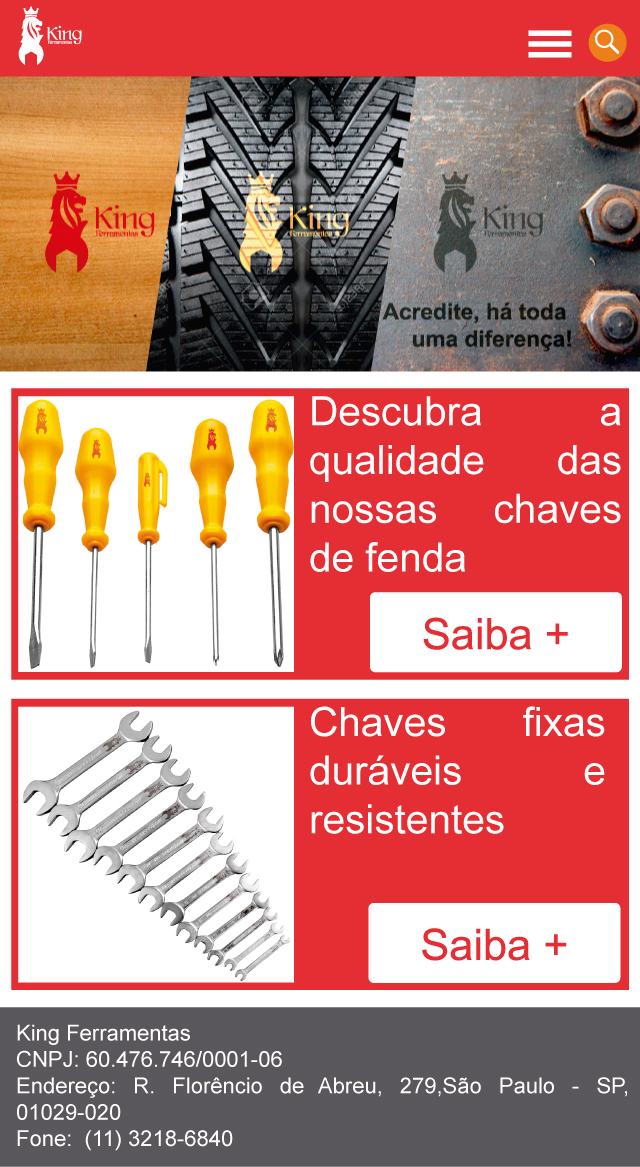 King
Ferramentas
King
Ferramentas
King
Ferramentas
King
Ferramentas
Acredite, há toda
uma diferença!
Descubra a
qualidade das
nossas chaves
de fenda
Saiba +
Chaves fixas
duráveis e
resistentes
Saiba +
King Ferramentas
CNPJ: 60.476.746/0001-06
Endereço: R. Florêncio de Abreu, 279,São Paulo - SP,
01029-020
Fone: (11) 3218-6840